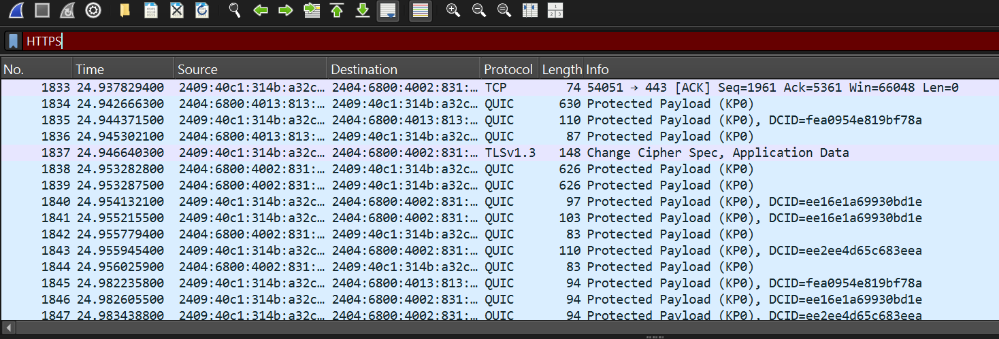 HTTPS
No. Time Source Destination Protocol Length Info
1833 24.937829400 2409:40c1:314b:a32c… 2404:6800:4002:831:… TCP 74 54051 → 443 [ACK] Seq=1961 Ack=5361 Win=66048 Len=0
1834 24.942666300 2404:6800:4013:813:… 2409:40c1:314b:a32c… QUIC 630 Protected Payload (KP0)
1835 24.944371500 2409:40c1:314b:a32c… 2404:6800:4013:813:… QUIC 110 Protected Payload (KP0), DCID=fea0954e819bf78a
1836 24.945302100 2404:6800:4013:813:… 2409:40c1:314b:a32c… QUIC 87 Protected Payload (KP0)
1837 24.946640300 2409:40c1:314b:a32c… 2404:6800:4002:831:… TLSv1.3 148 Change Cipher Spec, Application Data
1838 24.953282800 2404:6800:4002:831:… 2409:40c1:314b:a32c… QUIC 626 Protected Payload (KP0)
1839 24.953287500 2404:6800:4002:831:… 2409:40c1:314b:a32c… QUIC 626 Protected Payload (KP0)
1840 24.954132100 2409:40c1:314b:a32c… 2404:6800:4002:831:… QUIC 97 Protected Payload (KP0), DCID=ee16e1a69930bd1e
1841 24.955215500 2409:40c1:314b:a32c… 2404:6800:4002:831:… QUIC 103 Protected Payload (KP0), DCID=ee16e1a69930bd1e
1842 24.955779400 2404:6800:4002:831:… 2409:40c1:314b:a32c… QUIC 83 Protected Payload (KP0)
1843 24.955945400 2409:40c1:314b:a32c… 2404:6800:4002:831:… QUIC 110 Protected Payload (KP0), DCID=ee2ee4d65c683eea
1844 24.956025900 2404:6800:4002:831:… 2409:40c1:314b:a32c… QUIC 83 Protected Payload (KP0)
1845 24.982235800 2409:40c1:314b:a32c… 2404:6800:4013:813:… QUIC 94 Protected Payload (KP0), DCID=fea0954e819bf78a
1846 24.982605500 2409:40c1:314b:a32c… 2404:6800:4002:831:… QUIC 94 Protected Payload (KP0), DCID=ee16e1a69930bd1e
1847 24.983438800 2409:40c1:314b:a32c… 2404:6800:4002:831:… QUIC 94 Protected Payload (KP0), DCID=ee2ee4d65c683eea